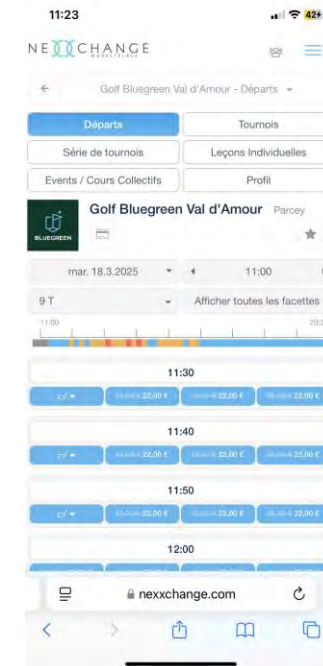 11:23
42
NEXXCHANGE
MARKETPLACE
Golf Bluegreen Val d'Amour - Départs
Départs
Tournois
Série de tournois
Leçons Individuelles
Events / Cours Collectifs
Profil
Golf Bluegreen Val d'Amour Parcey
BLUEGREEN
mar. 18.3.2025
11:00
9 T
Afficher toutes les facettes
11:00
11:30
22,00 € 22,00 € 22,00 €
11:40
22,00 € 22,00 € 22,00 €
11:50
22,00 € 22,00 € 22,00 €
12:00
nexxchange.com